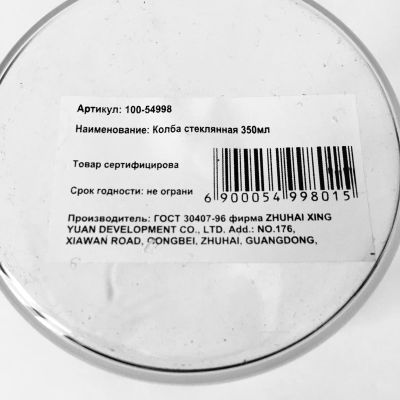 Артикул: 100-54998
Наименование: Колба стеклянная 350мл
Товар сертифицирова
Срок годности: не ограни
6 900054 998015
Производитель: ГОСТ 30407-96 фирма ZHUHAI XING
YUAN DEVELOPMENT CO., LTD. Add.: NO.176,
XIAWAN ROAD, GONGBEI, ZHUHAI, GUANGDONG,